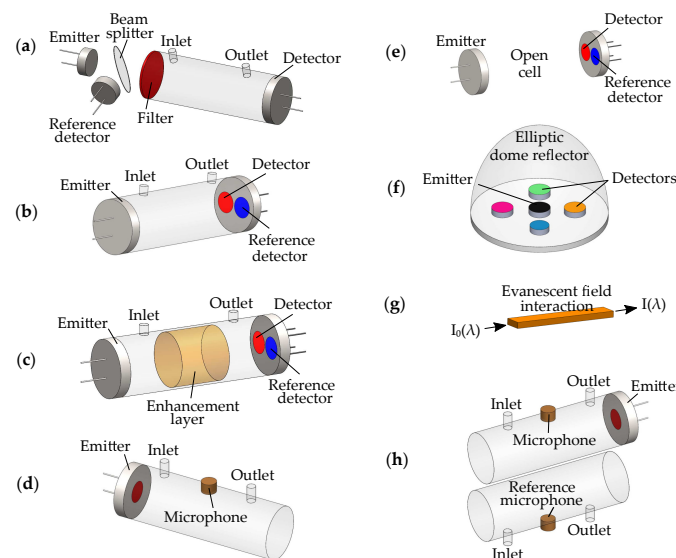 (a)
Emitter
Beam
splitter
Inlet
Outlet
Detector
Reference
detector
Filter
(b)
Emitter
Inlet
Outlet
Detector
Reference
detector
(c)
Emitter
Inlet
Outlet
Detector
Reference
detector
Enhancement
layer
(d)
Emitter
Inlet
Outlet
Microphone
(e)
Emitter
Open
cell
Detector
Reference
detector
(f)
Elliptic
dome reflector
Emitter
Detectors
(g)
Evanescent field
interaction
I₀(λ)
I(λ)
(h)
Inlet
Outlet
Emitte
Microphone
Reference
microphone
Inlet
Outlet